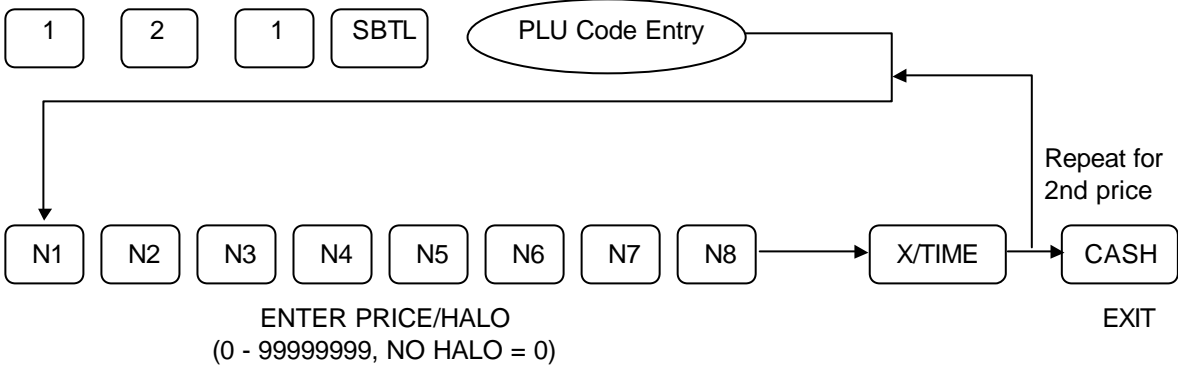 1 2 1 SBTL PLU Code Entry
Repeat for
2nd price
N1 N2 N3 N4 N5 N6 N7 N8 X/TIME CASH
ENTER PRICE/HALO EXIT
(0 - 99999999, NO HALO = 0)